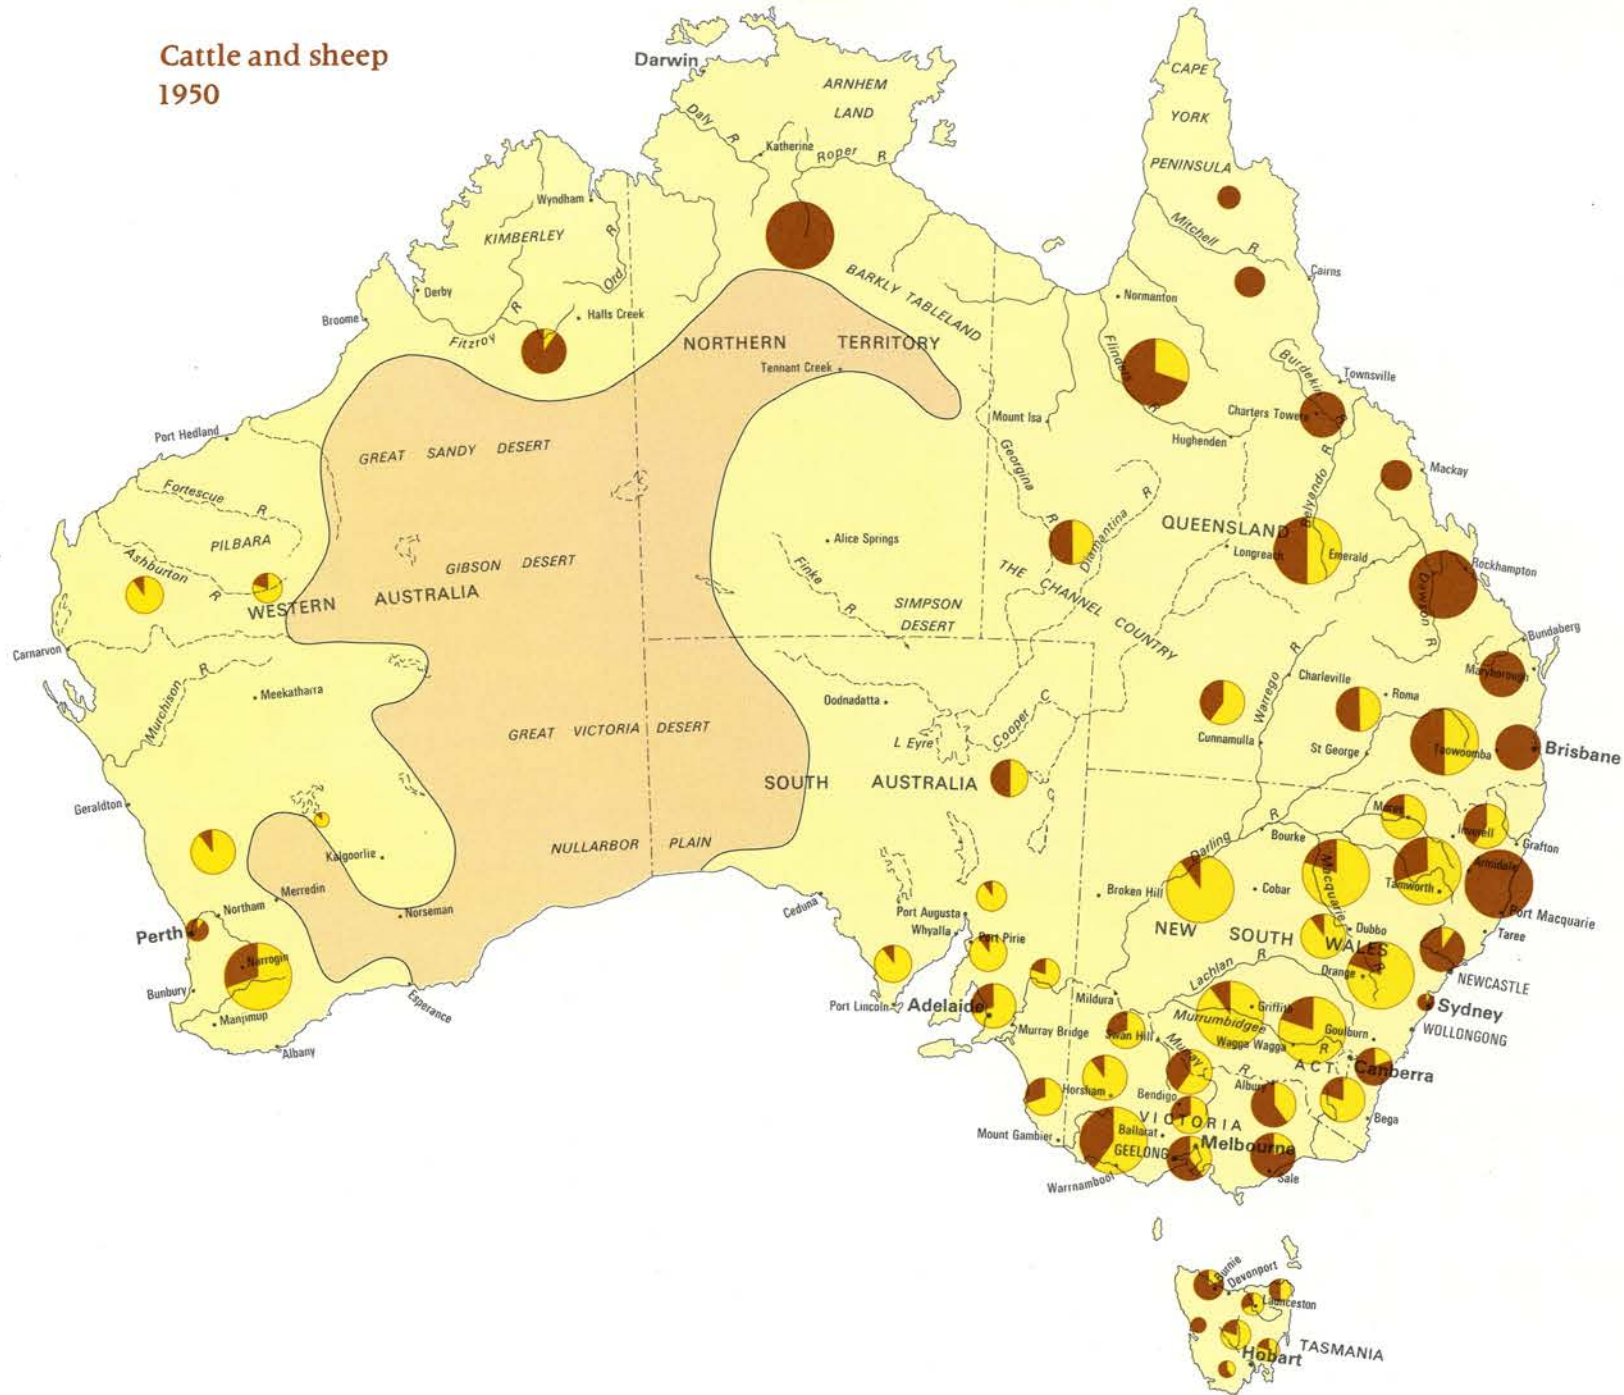 Cattle and sheep
1950
Darwin
ARNHEM
LAND
CAPE
YORK
PENINSULA
Daly R
Katherine
Roper R
Wyndham
KIMBERLEY
Ord R
Mitchell R
Cairns
Derby
Broome
Fitzroy R
Halls Creek
BARKLY TABLELAND
Normanton
NORTHERN TERRITORY
Tennant Creek
Flinders R
Burdekin R
Townsville
Charters Towers
Mount Isa
Hughenden
Port Hedland
GREAT SANDY DESERT
Georgina R
Mackay
Fortescue R
Belyando R
Diamantina R
QUEENSLAND
PILBARA
Alice Springs
Longreach
Emerald
Ashburton R
GIBSON DESERT
Finke R
THE CHANNEL COUNTRY
Rockhampton
Dawson R
WESTERN AUSTRALIA
SIMPSON
DESERT
Carnarvon
Bundaberg
Maryborough
Murchison R
Meekatharra
Oodnadatta
Warrego R
Charleville
Roma
GREAT VICTORIA DESERT
L Eyre
Cooper C
Cunnamulla
St George
Toowoomba
Brisbane
SOUTH AUSTRALIA
Geraldton
Moree
Inverell
Grafton
NULLARBOR PLAIN
Kalgoorlie
Darling R
Bourke
Macquarie R
Armidale
Tamworth
Merredin
Broken Hill
Cobar
Northam
Norseman
Ceduna
Port Augusta
Whyalla
Port Pirie
Port Macquarie
Perth
NEW SOUTH WALES
Dubbo
Taree
Narrogin
Lachlan R
Orange
NEWCASTLE
Bunbury
Esperance
Port Lincoln
Adelaide
Mildura
Griffith
Sydney
Manjimup
Murray Bridge
Swan Hill
Murrumbidgee R
Wagga Wagga
Goulburn
WOLLONGONG
Albany
Murray R
ACT
Canberra
Horsham
Bendigo
Albury
Bega
VICTORIA
Mount Gambier
Ballarat
GEELONG
Melbourne
Warrnambool
Sale
Burnie
Devonport
Launceston
TASMANIA
Hobart